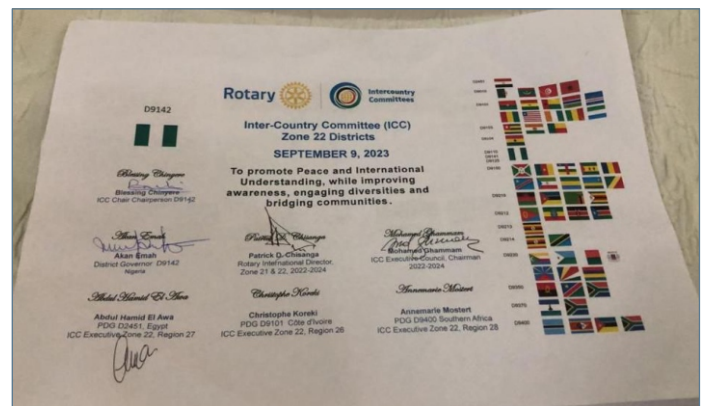 Rotary
Intercountry
Committees
D9142
Inter-Country Committee (ICC)
Zone 22 Districts
SEPTEMBER 9, 2023
To promote Peace and International
Understanding, while improving
awareness, engaging diversities and
bridging communities.
Blessing Chinyere
Blessing Chinyere
ICC Chair Chairperson D9142
Akan Emah
Akan Emah
District Governor D9142
Nigeria
Patrick D. Chisanga
Patrick D. Chisanga
Rotary International Director,
Zone 21 & 22, 2022-2024
Mohamed Ghammam
Mohamed Ghammam
ICC Executive Council, Chairman
2022-2024
Abdul Hamid El Awa
Abdul Hamid El Awa
PDG D2451, Egypt
ICC Executive Zone 22, Region 27
Christophe Koreki
Christophe Koreki
PDG D9101 Côte d'Ivoire
ICC Executive Zone 22, Region 26
Annemarie Mostert
Annemarie Mostert
PDG D9400 Southern Africa
ICC Executive Zone 22, Region 28
D9400